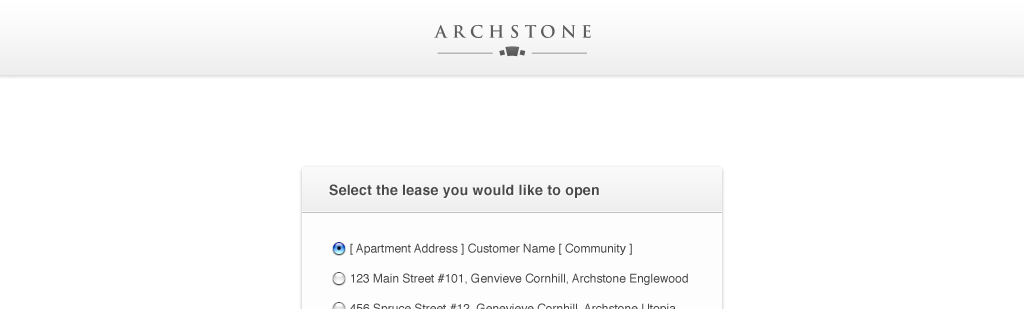 ARCHSTONE
Select the lease you would like to open
[ Apartment Address ] Customer Name [ Community ]
123 Main Street #101, Genvieve Cornhill, Archstone Englewood
456 Spruce Street #12, Genevieve Cornhill, Archstone Utopia